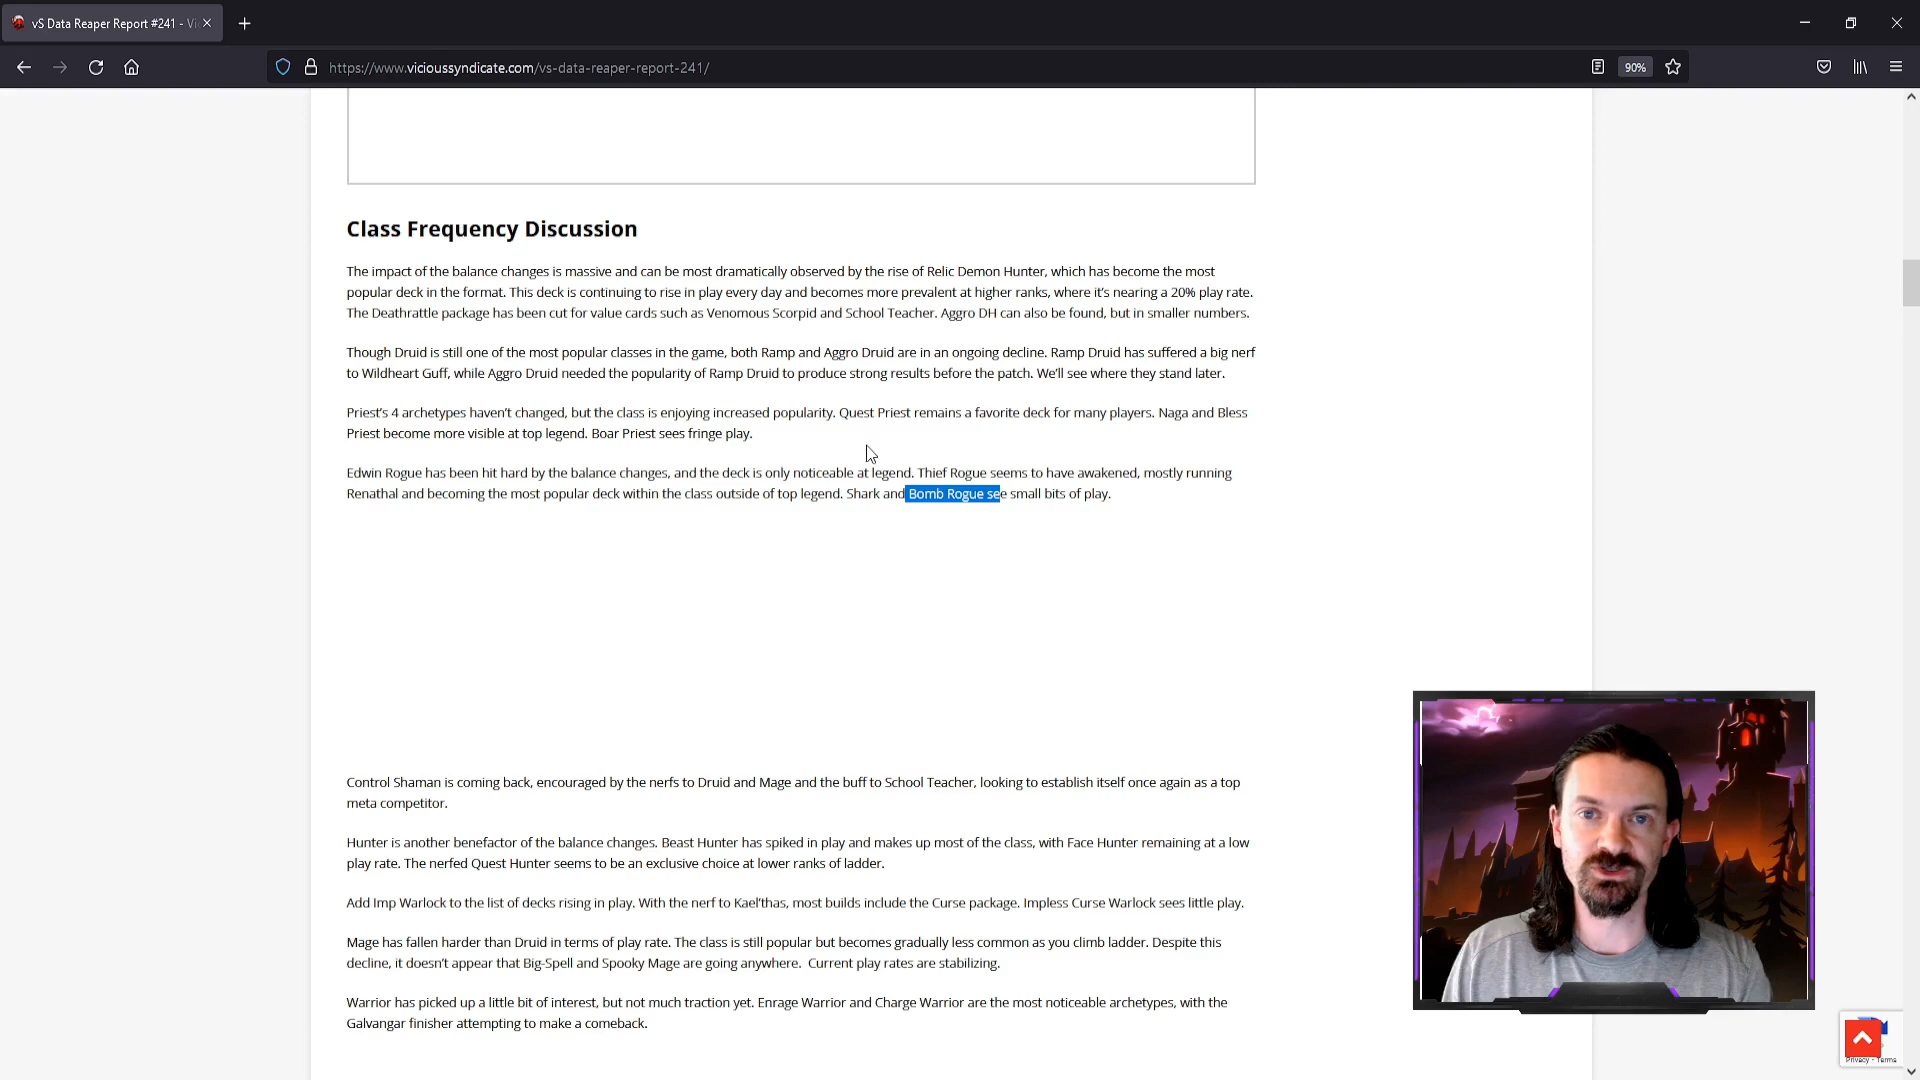 vS Data Reaper Report #241 - Vi
https://www.vicioussyndicate.com/vs-data-reaper-report-241/
90%
Class Frequency Discussion
The impact of the balance changes is massive and can be most dramatically observed by the rise of Relic Demon Hunter, which has become the most
popular deck in the format. This deck is continuing to rise in play every day and becomes more prevalent at higher ranks, where it's nearing a 20% play rate.
The Deathrattle package has been cut for value cards such as Venomous Scorpid and School Teacher. Aggro DH can also be found, but in smaller numbers.
Though Druid is still one of the most popular classes in the game, both Ramp and Aggro Druid are in an ongoing decline. Ramp Druid has suffered a big nerf
to Wildheart Guff, while Aggro Druid needed the popularity of Ramp Druid to produce strong results before the patch. We'll see where they stand later.
Priest's 4 archetypes haven't changed, but the class is enjoying increased popularity. Quest Priest remains a favorite deck for many players. Naga and Bless
Priest become more visible at top legend. Boar Priest sees fringe play.
Edwin Rogue has been hit hard by the balance changes, and the deck is only noticeable at legend. Thief Rogue seems to have awakened, mostly running
Renathal and becoming the most popular deck within the class outside of top legend. Shark and Bomb Rogue see small bits of play.
Control Shaman is coming back, encouraged by the nerfs to Druid and Mage and the buff to School Teacher, looking to establish itself once again as a top
meta competitor.
Hunter is another benefactor of the balance changes. Beast Hunter has spiked in play and makes up most of the class, with Face Hunter remaining at a low
play rate. The nerfed Quest Hunter seems to be an exclusive choice at lower ranks of ladder.
Add Imp Warlock to the list of decks rising in play. With the nerf to Kael'thas, most builds include the Curse package. Impless Curse Warlock sees little play.
Mage has fallen harder than Druid in terms of play rate. The class is still popular but becomes gradually less common as you climb ladder. Despite this
decline, it doesn't appear that Big-Spell and Spooky Mage are going anywhere. Current play rates are stabilizing.
Warrior has picked up a little bit of interest, but not much traction yet. Enrage Warrior and Charge Warrior are the most noticeable archetypes, with the
Galvangar finisher attempting to make a comeback.
Privacy - Terms